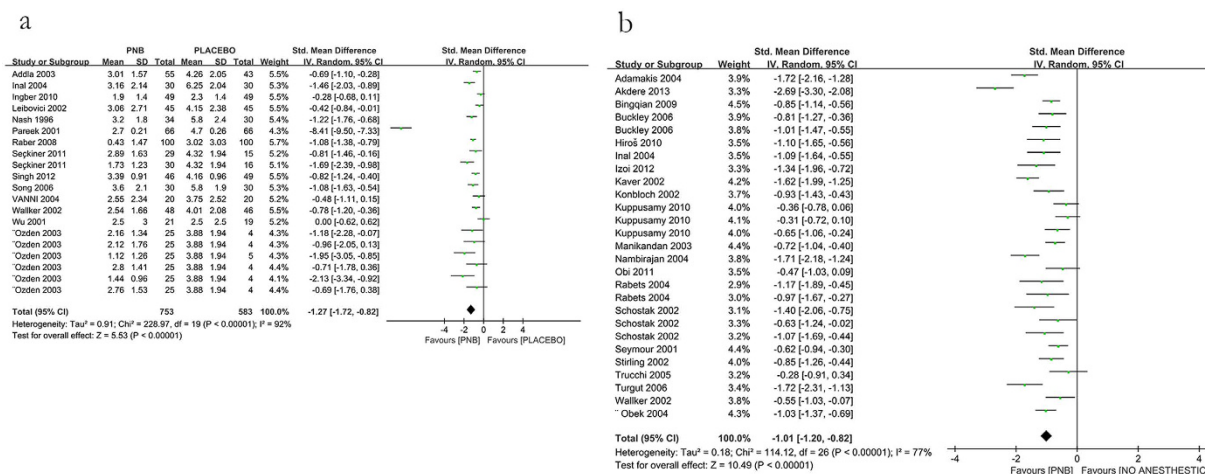 a
PNB PLACEBO Std. Mean Difference Std. Mean Difference
Study or Subgroup Mean SD Total Mean SD Total Weight IV. Random, 95% CI IV. Random, 95% CI
Addla 2003 3.01 1.57 55 4.26 2.05 43 5.5% -0.69 [-1.10, -0.28]
Inal 2004 3.16 2.14 30 6.25 2.04 30 5.2% -1.46 [-2.03, -0.89]
Ingber 2010 1.9 1.4 49 2.3 1.4 49 5.5% -0.28 [-0.68, 0.11]
Leibovici 2002 3.06 2.71 45 4.15 2.38 45 5.5% -0.42 [-0.84, -0.01]
Nash 1996 3.2 1.8 34 5.8 2.4 30 5.2% -1.22 [-1.76, -0.68]
Pareek 2001 2.7 0.21 66 4.7 0.26 66 4.1% -8.41 [-9.50, -7.33]
Raber 2008 0.43 1.47 100 3.02 3.03 100 5.6% -1.08 [-1.38, -0.79]
Seçkiner 2011 2.89 1.63 29 4.32 1.94 15 5.1% -0.81 [-1.46, -0.16]
Seçkiner 2011 1.73 1.23 30 4.32 1.94 16 5.0% -1.69 [-2.39, -0.98]
Singh 2012 3.39 0.91 46 4.16 0.96 49 5.5% -0.82 [-1.24, -0.40]
Song 2006 3.6 2.1 30 5.8 1.9 30 5.2% -1.08 [-1.63, -0.54]
VANNI 2004 2.55 2.34 20 3.75 2.52 20 5.1% -0.48 [-1.11, 0.15]
Wallker 2002 2.54 1.66 48 4.01 2.08 46 5.5% -0.78 [-1.20, -0.36]
Wu 2001 2.5 3 21 2.5 2.5 19 5.1% 0.00 [-0.62, 0.62]
¨Ozden 2003 2.16 1.34 25 3.88 1.94 4 4.1% -1.18 [-2.28, -0.07]
¨Ozden 2003 2.12 1.76 25 3.88 1.94 4 4.2% -0.96 [-2.05, 0.13]
¨Ozden 2003 1.12 1.26 25 3.88 1.94 5 4.1% -1.95 [-3.05, -0.85]
¨Ozden 2003 2.8 1.41 25 3.88 1.94 4 4.2% -0.71 [-1.78, 0.36]
¨Ozden 2003 1.44 0.96 25 3.88 1.94 4 3.9% -2.13 [-3.34, -0.92]
¨Ozden 2003 2.76 1.53 25 3.88 1.94 4 4.2% -0.69 [-1.76, 0.38]
Total (95% CI) 753 583 100.0% -1.27 [-1.72, -0.82]
Heterogeneity: Tau² = 0.91; Chi² = 228.97, df = 19 (P < 0.00001); I² = 92%
Test for overall effect: Z = 5.53 (P < 0.00001)
-4 -2 0 2 4
Favours [PNB] Favours [PLACEBO]
b
Std. Mean Difference Std. Mean Difference
Study or Subgroup Weight IV. Random, 95% CI IV. Random, 95% CI
Adamakis 2004 3.9% -1.72 [-2.16, -1.28]
Akdere 2013 3.3% -2.69 [-3.30, -2.08]
Bingqian 2009 4.5% -0.85 [-1.14, -0.56]
Buckley 2006 3.9% -0.81 [-1.27, -0.36]
Buckley 2006 3.8% -1.01 [-1.47, -0.55]
Hiroš 2010 3.5% -1.10 [-1.65, -0.56]
Inal 2004 3.5% -1.09 [-1.64, -0.55]
Izoi 2012 3.2% -1.34 [-1.96, -0.72]
Kaver 2002 4.2% -1.62 [-1.99, -1.25]
Konbloch 2002 3.7% -0.93 [-1.43, -0.43]
Kuppusamy 2010 4.0% -0.36 [-0.78, 0.06]
Kuppusamy 2010 4.1% -0.31 [-0.72, 0.10]
Kuppusamy 2010 4.1% -0.65 [-1.06, -0.24]
Manikandan 2003 4.4% -0.72 [-1.04, -0.40]
Nambirajan 2004 3.8% -1.71 [-2.18, -1.24]
Obi 2011 3.5% -0.47 [-1.03, 0.09]
Rabets 2004 2.9% -1.17 [-1.89, -0.45]
Rabets 2004 3.0% -0.97 [-1.67, -0.27]
Schostak 2002 3.1% -1.40 [-2.06, -0.75]
Schostak 2002 3.3% -0.63 [-1.24, -0.02]
Schostak 2002 3.2% -1.07 [-1.69, -0.44]
Seymour 2001 4.4% -0.62 [-0.94, -0.30]
Stirling 2002 4.0% -0.85 [-1.26, -0.44]
Trucchi 2005 3.2% -0.28 [-0.91, 0.34]
Turgut 2006 3.4% -1.72 [-2.31, -1.13]
Wallker 2002 3.8% -0.55 [-1.03, -0.07]
¨ Obek 2004 4.3% -1.03 [-1.37, -0.69]
Total (95% CI) 100.0% -1.01 [-1.20, -0.82]
Heterogeneity: Tau² = 0.18; Chi² = 114.12, df = 26 (P < 0.00001); I² = 77%
Test for overall effect: Z = 10.49 (P < 0.00001)
-4 -2 0 2 4
Favours [PNB] Favours [NO ANESTHESTIC]